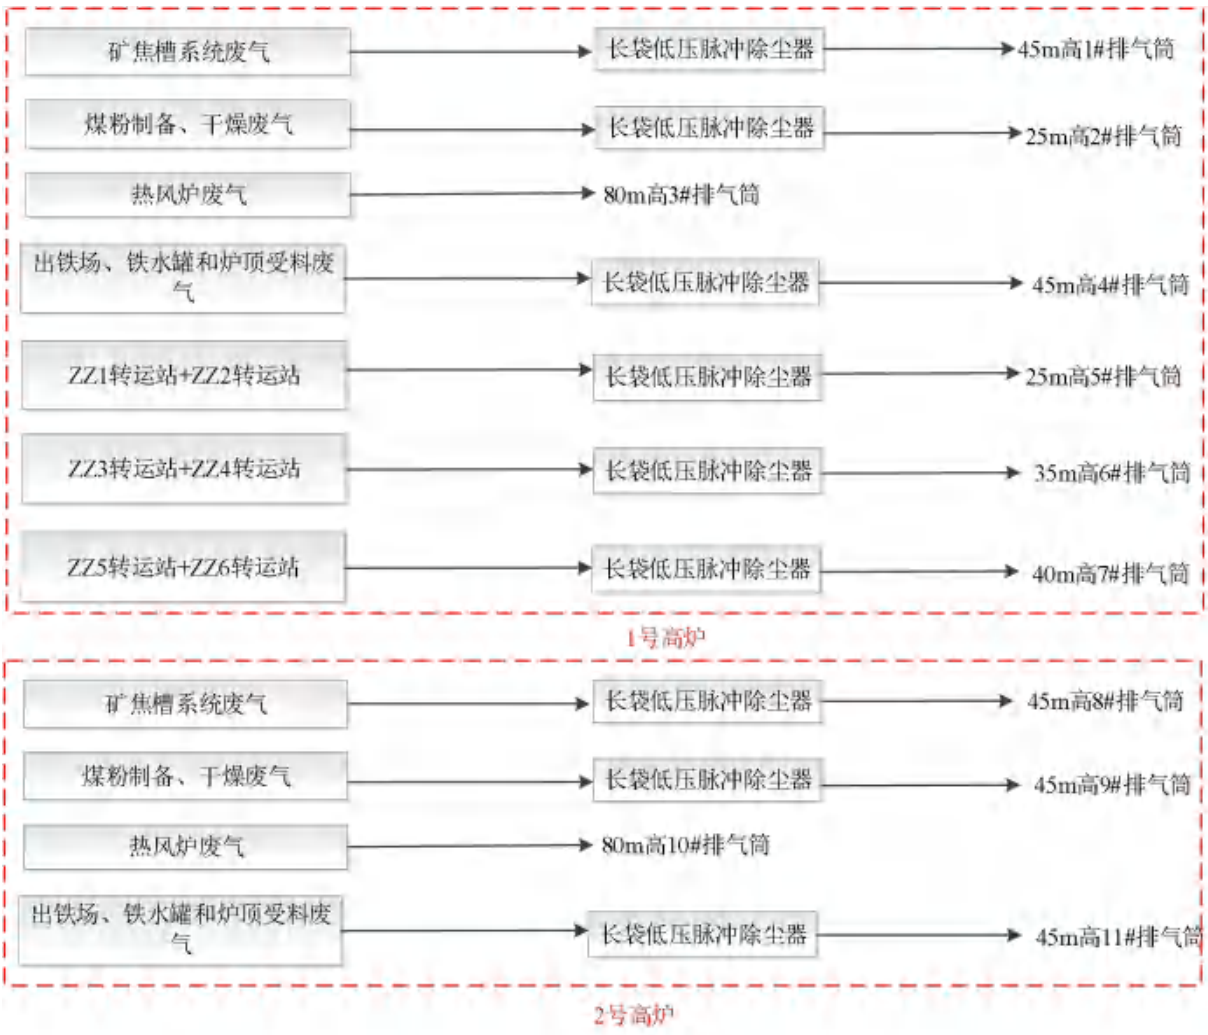 矿焦槽系统废气
长袋低压脉冲除尘器
45m高1#排气筒
煤粉制备、干燥废气
长袋低压脉冲除尘器
25m高2#排气筒
热风炉废气
80m高3#排气筒
出铁场、铁水罐和炉顶受料废
气
长袋低压脉冲除尘器
45m高4#排气筒
ZZ1转运站+ZZ2转运站
长袋低压脉冲除尘器
25m高5#排气筒
ZZ3转运站+ZZ4转运站
长袋低压脉冲除尘器
35m高6#排气筒
ZZ5转运站+ZZ6转运站
长袋低压脉冲除尘器
40m高7#排气筒
1号高炉
矿焦槽系统废气
长袋低压脉冲除尘器
45m高8#排气筒
煤粉制备、干燥废气
长袋低压脉冲除尘器
45m高9#排气筒
热风炉废气
80m高10#排气筒
出铁场、铁水罐和炉顶受料废
气
长袋低压脉冲除尘器
45m高11#排气筒
2号高炉